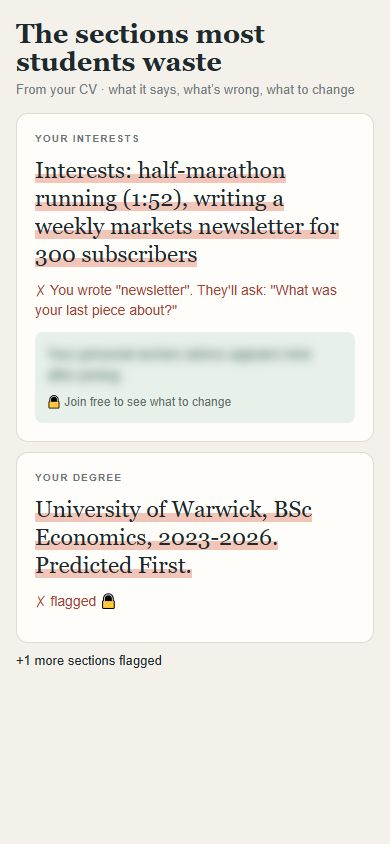 The sections most
students waste
From your CV · what it says, what's wrong, what to change
YOUR INTERESTS
Interests: half-marathon
running (1:52), writing a
weekly markets newsletter for
300 subscribers
✗ You wrote "newsletter". They'll ask: "What was
your last piece about?"
🔒 Join free to see what to change
YOUR DEGREE
University of Warwick, BSc
Economics, 2023-2026.
Predicted First.
✗ flagged 🔒
+1 more sections flagged